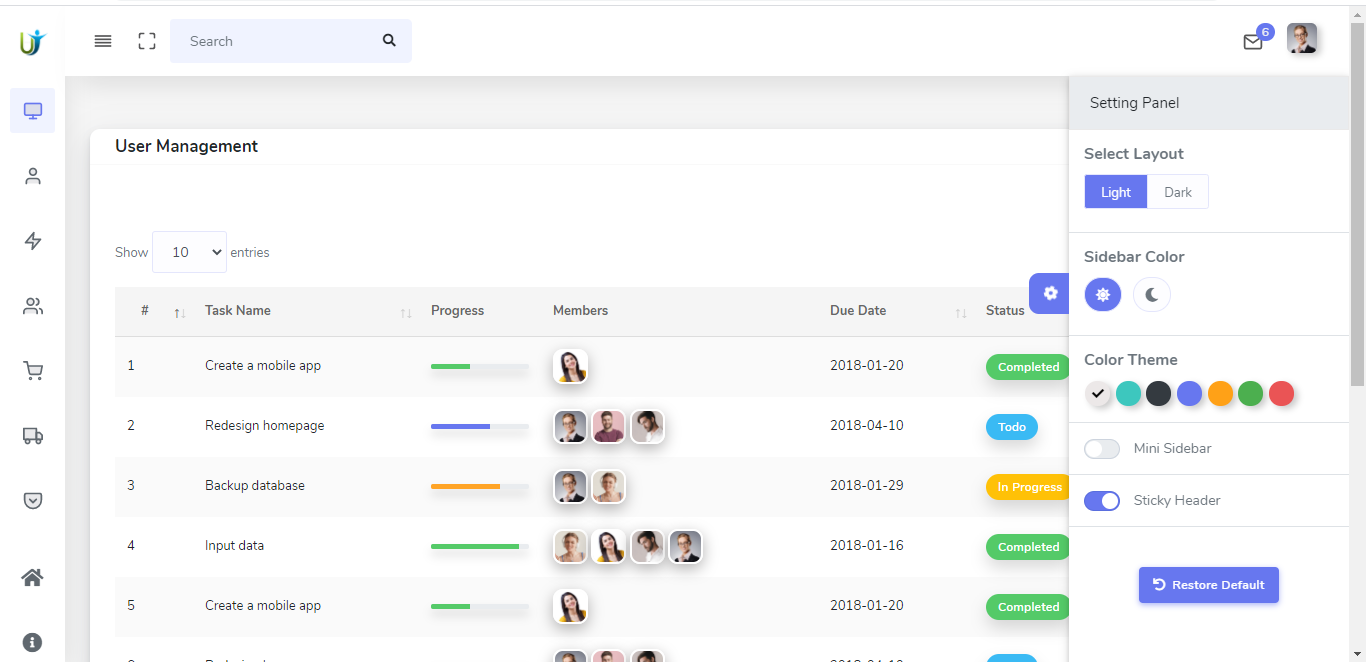 Search
6
Setting Panel
User Management
Select Layout
Light Dark
Show 10 entries
Sidebar Color
# Task Name Progress Members Due Date Status
Color Theme
1 Create a mobile app 2018-01-20 Completed
2 Redesign homepage 2018-04-10 Todo
Mini Sidebar
3 Backup database 2018-01-29 In Progress
Sticky Header
4 Input data 2018-01-16 Completed
Restore Default
5 Create a mobile app 2018-01-20 Completed